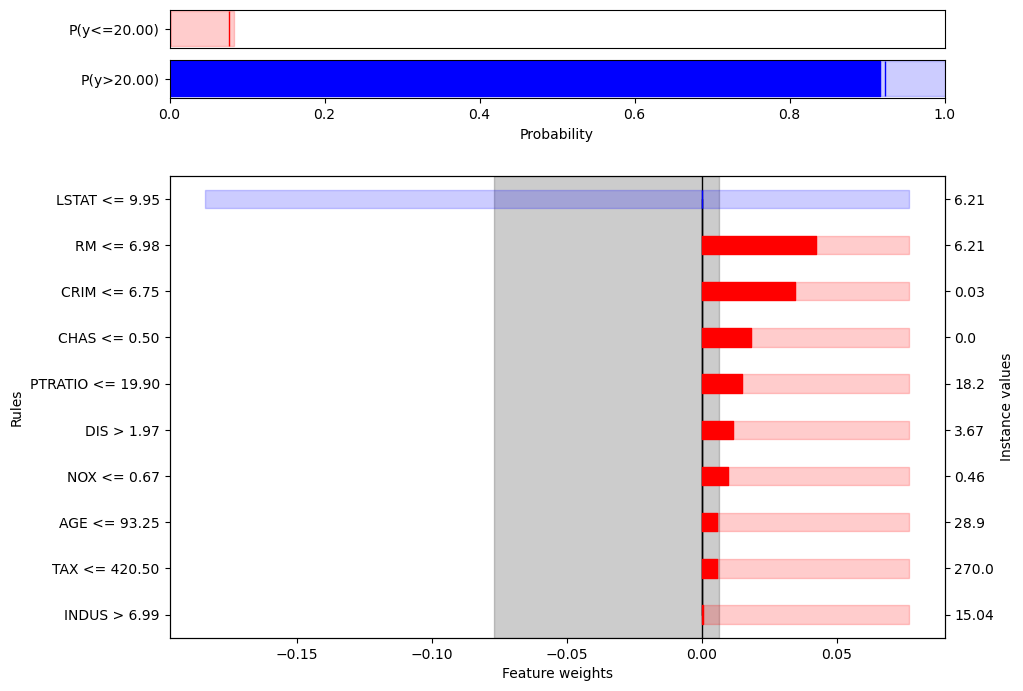 P(y<=20.00)
P(y>20.00)
0.0 0.2 0.4 0.6 0.8 1.0
Probability
LSTAT <= 9.95 6.21
RM <= 6.98 6.21
CRIM <= 6.75 0.03
CHAS <= 0.50 0.0
PTRATIO <= 19.90 18.2
DIS > 1.97 3.67
NOX <= 0.67 0.46
AGE <= 93.25 28.9
TAX <= 420.50 270.0
INDUS > 6.99 15.04
Rules
Instance values
−0.15 −0.10 −0.05 0.00 0.05
Feature weights